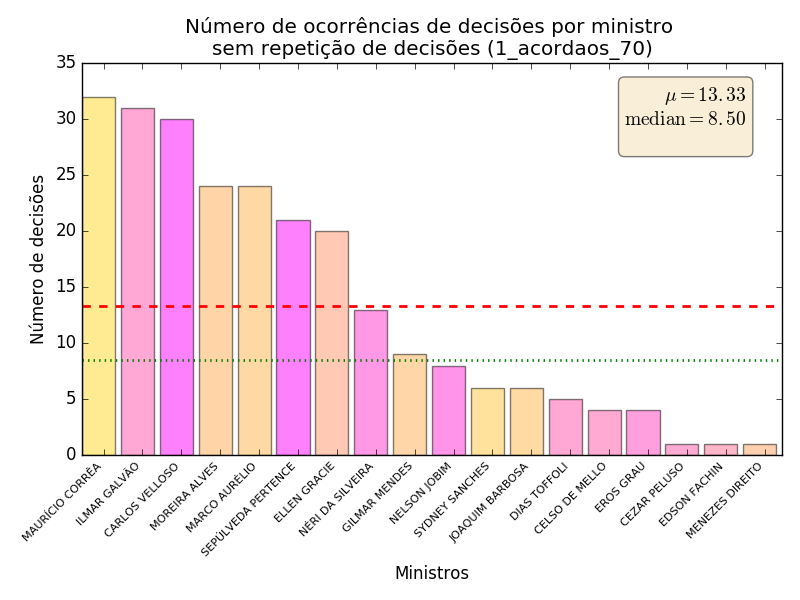 Número de ocorrências de decisões por ministro
sem repetição de decisões (1_acordaos_70)
μ = 13.33
median = 8.50
Número de decisões
35
30
25
20
15
10
5
0
MAURÍCIO CORRÊA
ILMAR GALVÃO
CARLOS VELLOSO
MOREIRA ALVES
MARCO AURÉLIO
SEPÚLVEDA PERTENCE
ELLEN GRACIE
NÉRI DA SILVEIRA
GILMAR MENDES
NELSON JOBIM
SYDNEY SANCHES
JOAQUIM BARBOSA
DIAS TOFFOLI
CELSO DE MELLO
EROS GRAU
CEZAR PELUSO
EDSON FACHIN
MENEZES DIREITO
Ministros